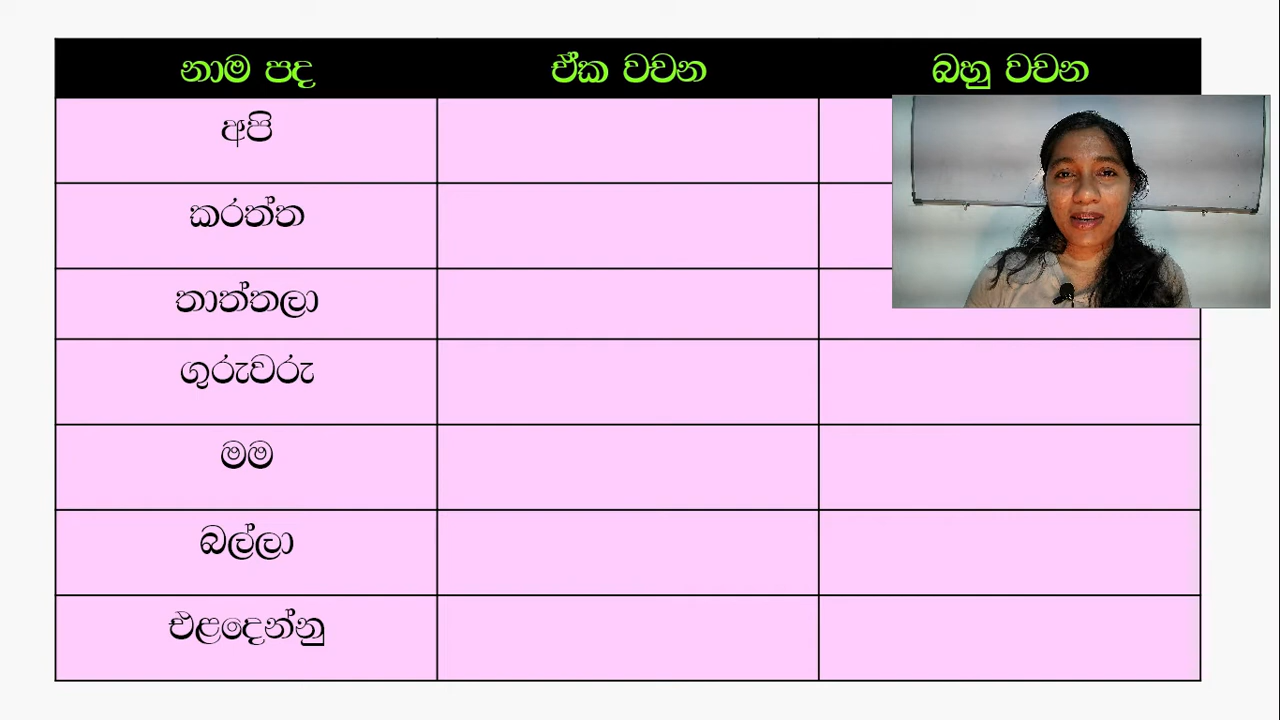 නාම පද ඒක වචන බහු වචන
අපි
කරත්ත
තාත්තලා
ගුරුවරු
මම
බල්ලා
එළදෙන්නු